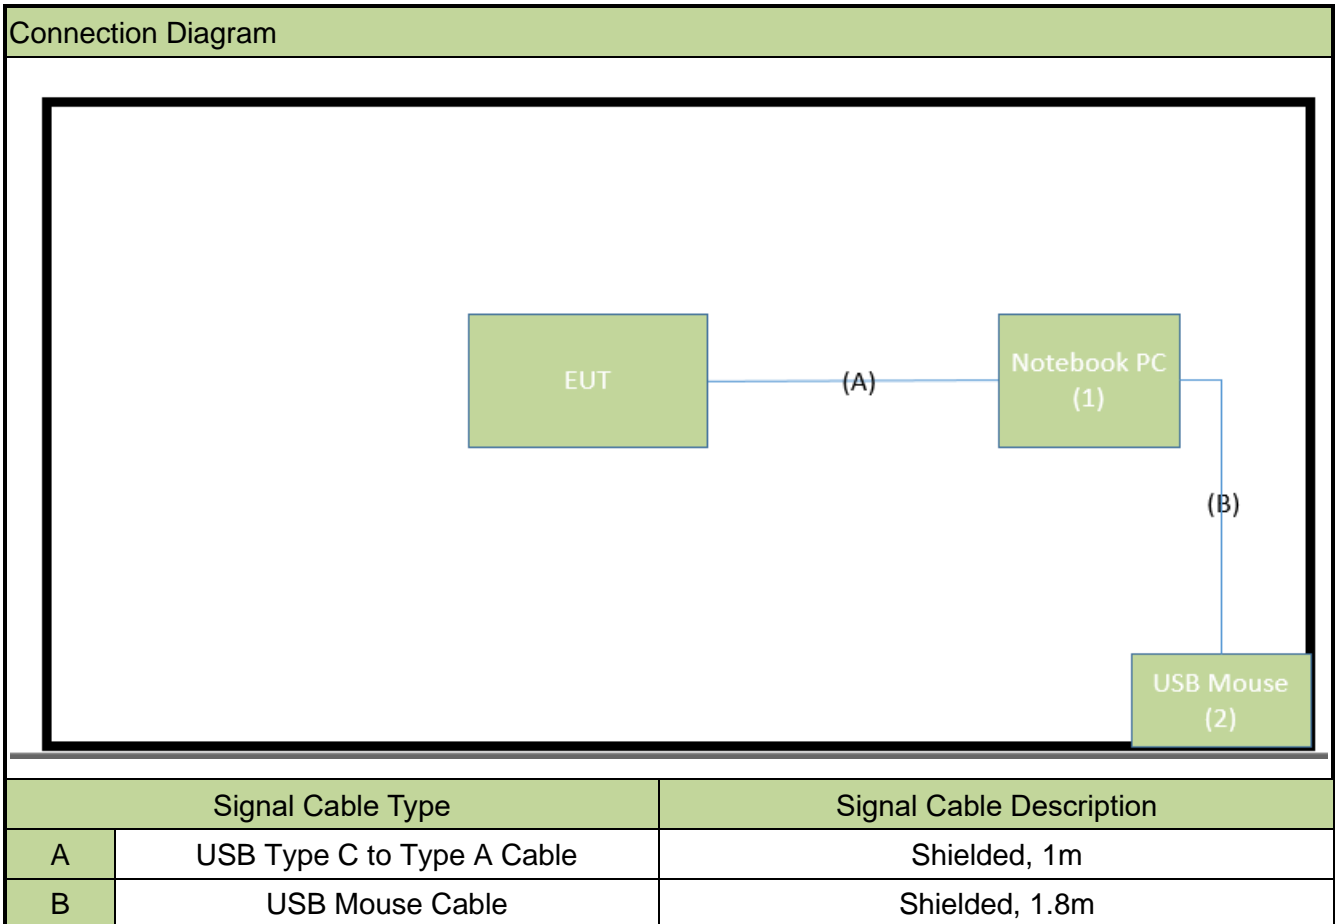 Connection Diagram
EUT
(A)
Notebook PC
(1)
(B)
USB Mouse
(2)
Signal Cable Type Signal Cable Description
A USB Type C to Type A Cable Shielded, 1m
B USB Mouse Cable Shielded, 1.8m